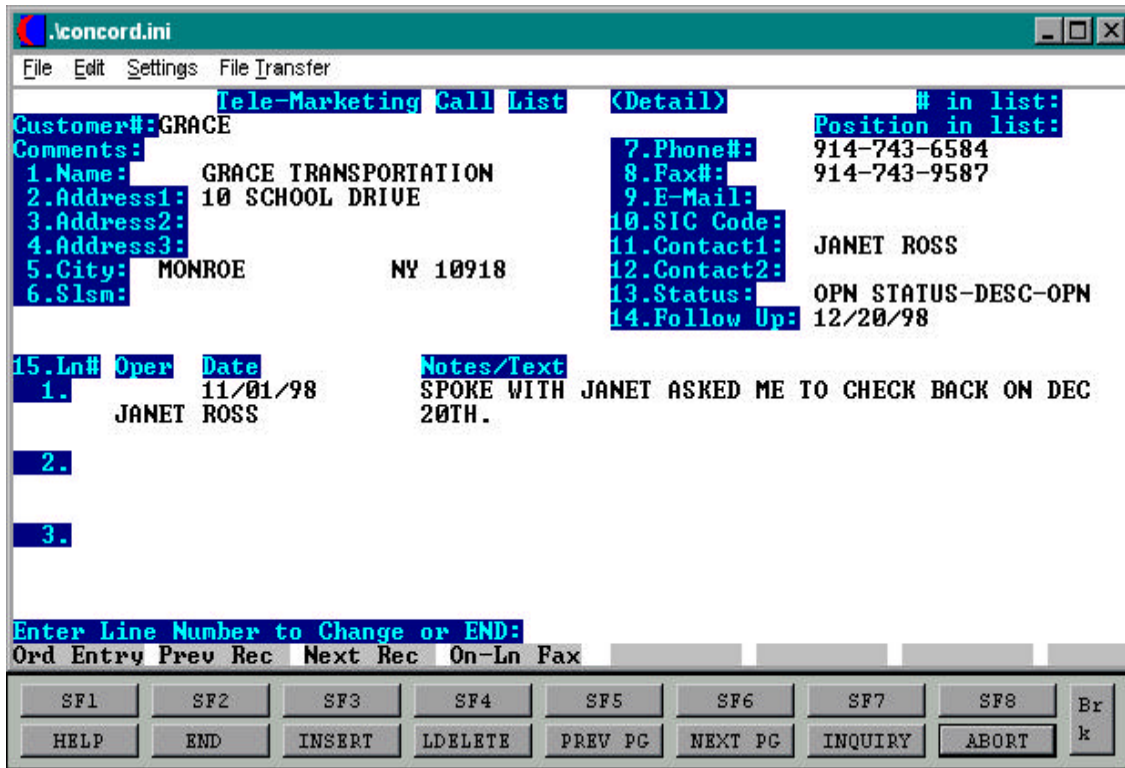 .\concord.ini
File Edit Settings File Transfer
Tele-Marketing Call List <Detail> # in list:
Customer#:GRACE Position in list:
Comments: 7.Phone#: 914-743-6584
1.Name: GRACE TRANSPORTATION 8.Fax#: 914-743-9587
2.Address1: 10 SCHOOL DRIVE 9.E-Mail:
3.Address2: 10.SIC Code:
4.Address3: 11.Contact1: JANET ROSS
5.City: MONROE NY 10918 12.Contact2:
6.Slsm: 13.Status: OPN STATUS-DESC-OPN
14.Follow Up: 12/20/98
15.Ln# Oper Date Notes/Text
1. 11/01/98 SPOKE WITH JANET ASKED ME TO CHECK BACK ON DEC
JANET ROSS 20TH.
2.
3.
Enter Line Number to Change or END:
Ord Entry Prev Rec Next Rec On-Ln Fax
SF1 SF2 SF3 SF4 SF5 SF6 SF7 SF8 Br
HELP END INSERT LDELETE PREV PG NEXT PG INQUIRY ABORT k